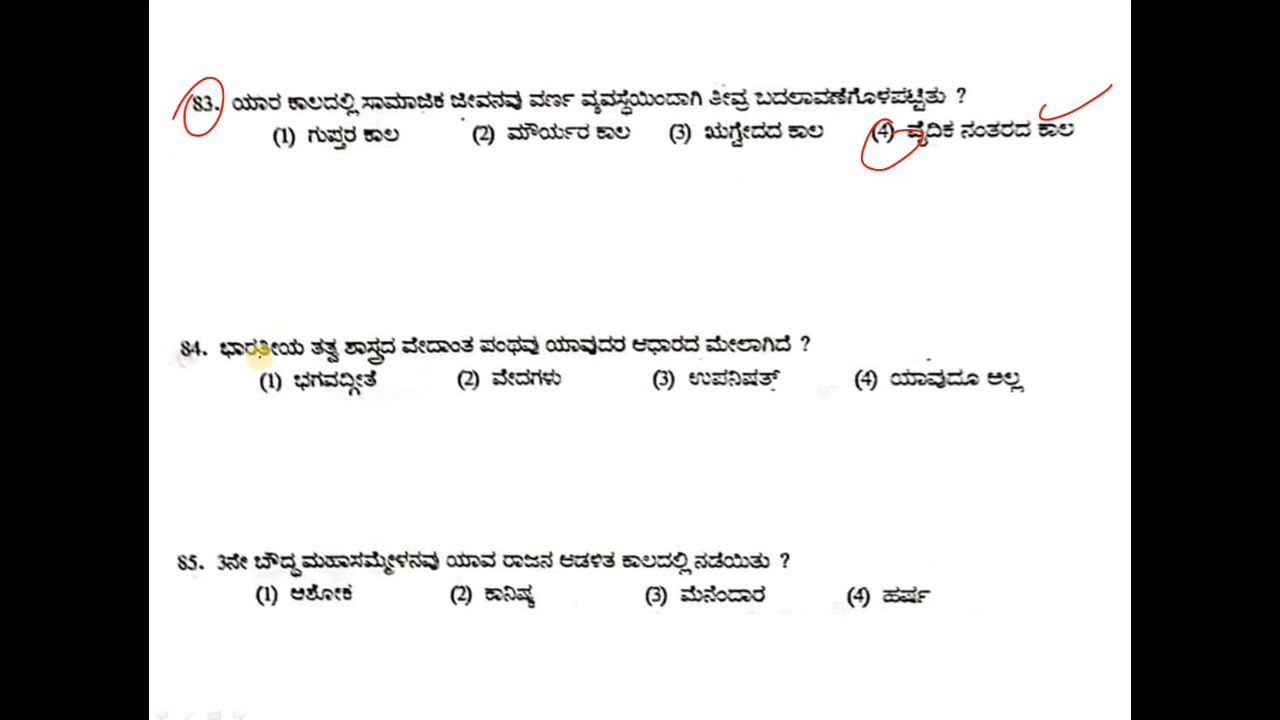 83. ಯಾರ ಕಾಲದಲ್ಲಿ ಸಾಮಾಜಿಕ ಜೀವನವು ವರ್ಣ ವ್ಯವಸ್ಥೆಯಿಂದಾಗಿ ತೀವ್ರ ಬದಲಾವಣೆಗೊಳಪಟ್ಟಿತು ?
(1) ಗುಪ್ತರ ಕಾಲ (2) ಮೌರ್ಯರ ಕಾಲ (3) ಋಗ್ವೇದದ ಕಾಲ (4) ವೈದಿಕ ನಂತರದ ಕಾಲ
84. ಭಾರತೀಯ ತತ್ವ ಶಾಸ್ತ್ರದ ವೇದಾಂತ ಪಂಥವು ಯಾವುದರ ಆಧಾರದ ಮೇಲಾಗಿದೆ ?
(1) ಭಗವದ್ಗೀತೆ (2) ವೇದಗಳು (3) ಉಪನಿಷತ್ (4) ಯಾವುದೂ ಅಲ್ಲ
85. 3ನೇ ಬೌದ್ಧ ಮಹಾಸಮ್ಮೇಳನವು ಯಾವ ರಾಜನ ಆಡಳಿತ ಕಾಲದಲ್ಲಿ ನಡೆಯಿತು ?
(1) ಆಶೋಕ (2) ಕಾನಿಷ್ಕ (3) ಮೆನೆಂದಾರ (4) ಹರ್ಷ